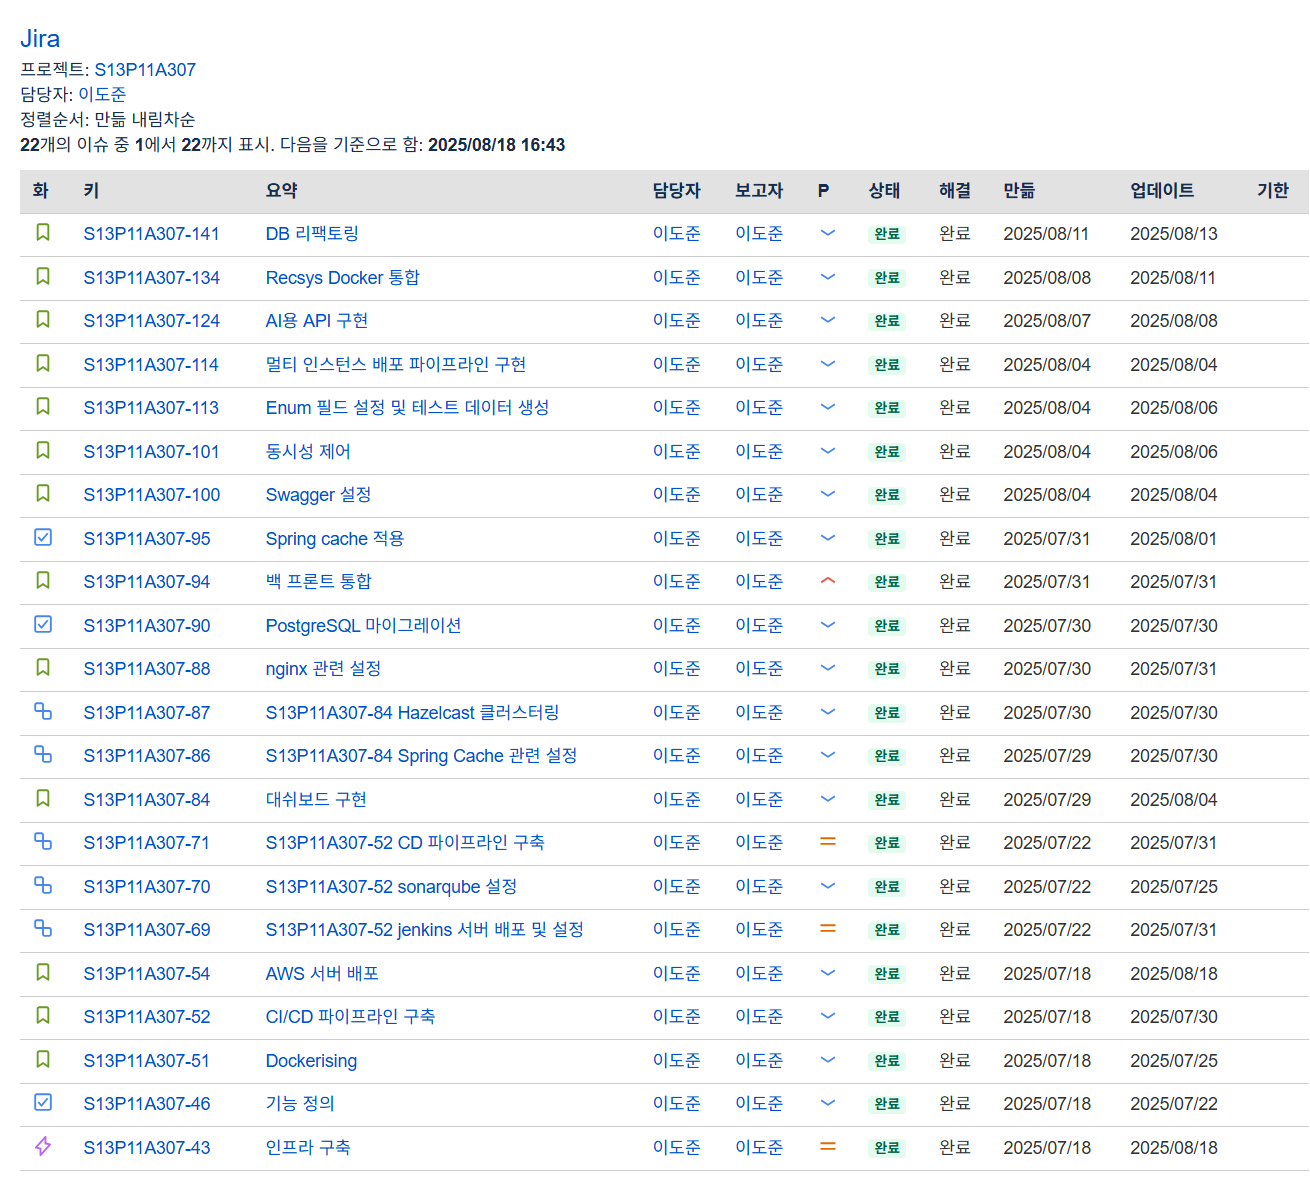 Jira
프로젝트: S13P11A307
담당자: 이도준
정렬순서: 만듦 내림차순
22개의 이슈 중 1에서 22까지 표시. 다음을 기준으로 함: 2025/08/18 16:43
화 키 요약 담당자 보고자 P 상태 해결 만듦 업데이트 기한
S13P11A307-141 DB 리팩토링 이도준 이도준 완료 완료 2025/08/11 2025/08/13
S13P11A307-134 Recsys Docker 통합 이도준 이도준 완료 완료 2025/08/08 2025/08/11
S13P11A307-124 AI용 API 구현 이도준 이도준 완료 완료 2025/08/07 2025/08/08
S13P11A307-114 멀티 인스턴스 배포 파이프라인 구현 이도준 이도준 완료 완료 2025/08/04 2025/08/04
S13P11A307-113 Enum 필드 설정 및 테스트 데이터 생성 이도준 이도준 완료 완료 2025/08/04 2025/08/06
S13P11A307-101 동시성 제어 이도준 이도준 완료 완료 2025/08/04 2025/08/06
S13P11A307-100 Swagger 설정 이도준 이도준 완료 완료 2025/08/04 2025/08/04
S13P11A307-95 Spring cache 적용 이도준 이도준 완료 완료 2025/07/31 2025/08/01
S13P11A307-94 백 프론트 통합 이도준 이도준 완료 완료 2025/07/31 2025/07/31
S13P11A307-90 PostgreSQL 마이그레이션 이도준 이도준 완료 완료 2025/07/30 2025/07/30
S13P11A307-88 nginx 관련 설정 이도준 이도준 완료 완료 2025/07/30 2025/07/31
S13P11A307-87 S13P11A307-84 Hazelcast 클러스터링 이도준 이도준 완료 완료 2025/07/30 2025/07/30
S13P11A307-86 S13P11A307-84 Spring Cache 관련 설정 이도준 이도준 완료 완료 2025/07/29 2025/07/30
S13P11A307-84 대쉬보드 구현 이도준 이도준 완료 완료 2025/07/29 2025/08/04
S13P11A307-71 S13P11A307-52 CD 파이프라인 구축 이도준 이도준 완료 완료 2025/07/22 2025/07/31
S13P11A307-70 S13P11A307-52 sonarqube 설정 이도준 이도준 완료 완료 2025/07/22 2025/07/25
S13P11A307-69 S13P11A307-52 jenkins 서버 배포 및 설정 이도준 이도준 완료 완료 2025/07/22 2025/07/31
S13P11A307-54 AWS 서버 배포 이도준 이도준 완료 완료 2025/07/18 2025/08/18
S13P11A307-52 CI/CD 파이프라인 구축 이도준 이도준 완료 완료 2025/07/18 2025/07/30
S13P11A307-51 Dockerising 이도준 이도준 완료 완료 2025/07/18 2025/07/25
S13P11A307-46 기능 정의 이도준 이도준 완료 완료 2025/07/18 2025/07/22
S13P11A307-43 인프라 구축 이도준 이도준 완료 완료 2025/07/18 2025/08/18